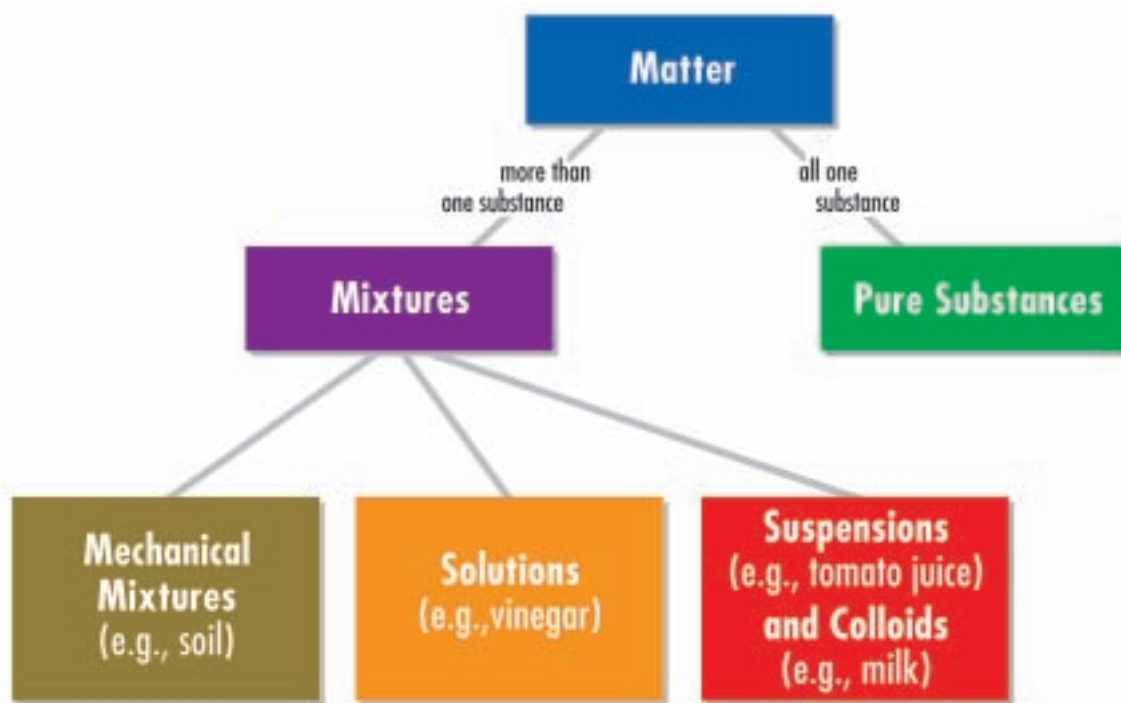 Matter
more than
one substance
all one
substance
Mixtures
Pure Substances
Mechanical
Mixtures
(e.g., soil)
Solutions
(e.g.,vinegar)
Suspensions
(e.g., tomato juice)
and Colloids
(e.g., milk)